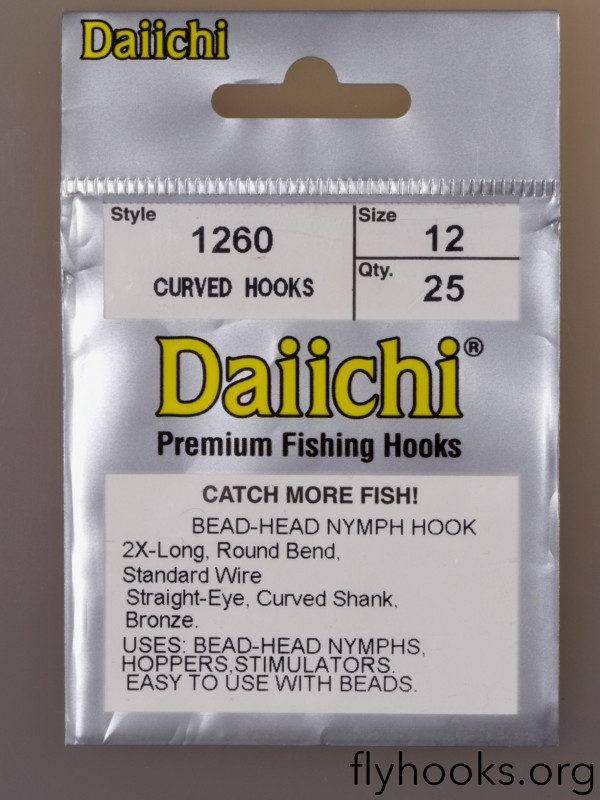 Daiichi
Style
1260
CURVED HOOKS
Size
12
Qty.
25
Daiichi®
Premium Fishing Hooks
CATCH MORE FISH!
BEAD-HEAD NYMPH HOOK
2X-Long, Round Bend,
Standard Wire
Straight-Eye, Curved Shank,
Bronze.
USES: BEAD-HEAD NYMPHS,
HOPPERS,STIMULATORS.
EASY TO USE WITH BEADS.
flyhooks.org